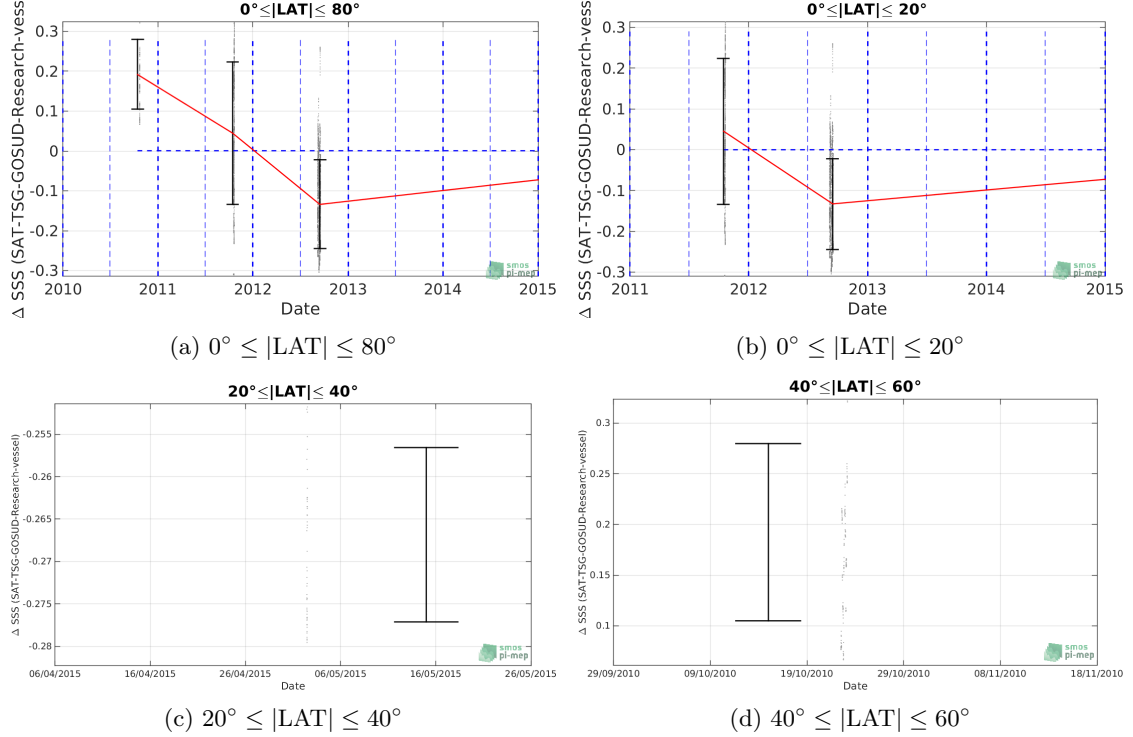 0°≤|LAT|≤ 80°
Δ SSS (SAT-TSG-GOSUD-Research-vess
0.3
0.2
0.1
0
-0.1
-0.2
-0.3
2010 2011 2012 2013 2014 2015
Date
smos
pi-mep
(a) 0° ≤ |LAT| ≤ 80°
0°≤|LAT|≤ 20°
Δ SSS (SAT-TSG-GOSUD-Research-vess
0.3
0.2
0.1
0
-0.1
-0.2
-0.3
2011 2012 2013 2014 2015
Date
smos
pi-mep
(b) 0° ≤ |LAT| ≤ 20°
20°≤|LAT|≤ 40°
Δ SSS (SAT-TSG-GOSUD-Research-vessel)
-0.255
-0.26
-0.265
-0.27
-0.275
-0.28
06/04/2015 16/04/2015 26/04/2015 06/05/2015 16/05/2015 26/05/2015
Date
smos
pi-mep
(c) 20° ≤ |LAT| ≤ 40°
40°≤|LAT|≤ 60°
Δ SSS (SAT-TSG-GOSUD-Research-vessel)
0.3
0.25
0.2
0.15
0.1
29/09/2010 09/10/2010 19/10/2010 29/10/2010 08/11/2010 18/11/2010
Date
smos
pi-mep
(d) 40° ≤ |LAT| ≤ 60°